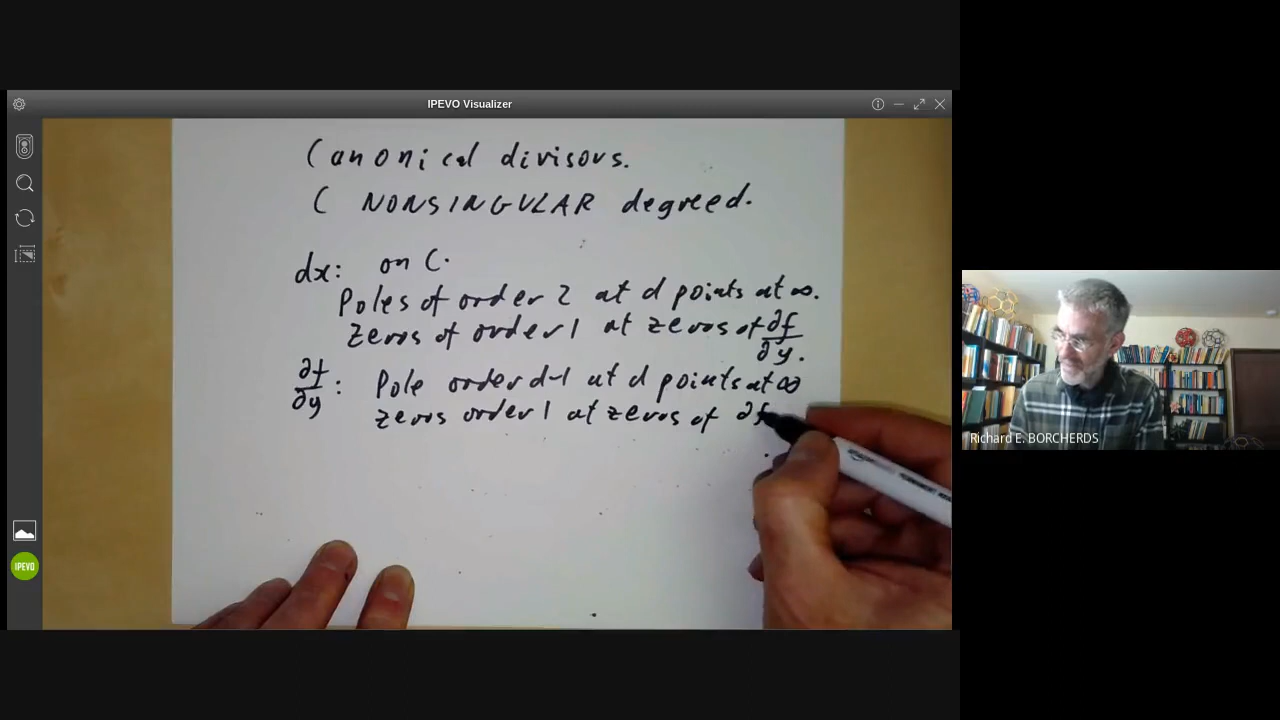 IPEVO Visualizer
Canonical divisors.
C NONSINGULAR degree d.
dx: on C.
Poles of order 2 at d points at ∞.
Zeros of order 1 at zeros of ∂f/∂y.
∂f/∂y: Pole order d-1 at d points at ∞
zeros order 1 at zeros of ∂f
Richard E. BORCHERDS
IPEVO